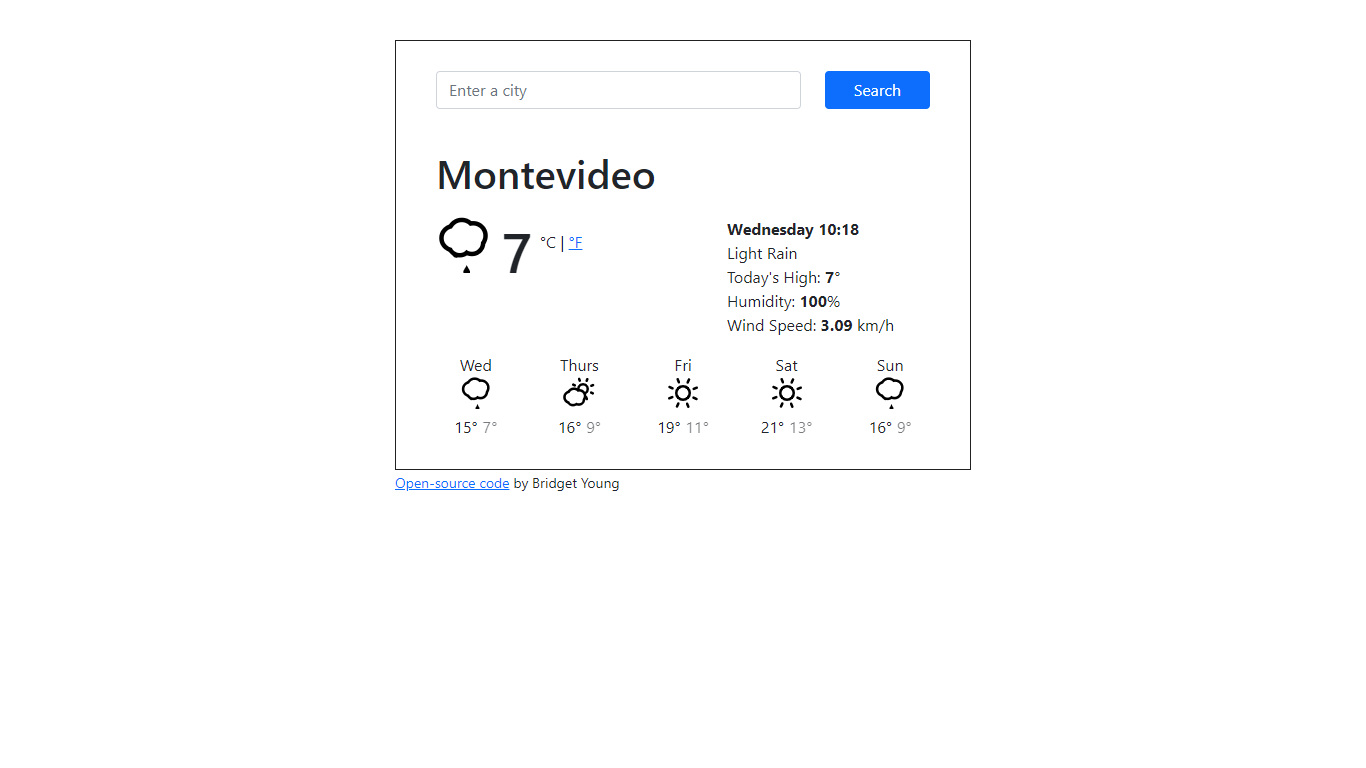 Enter a city
Search
Montevideo
7 °C | °F
Wednesday 10:18
Light Rain
Today's High: 7°
Humidity: 100%
Wind Speed: 3.09 km/h
Wed Thurs Fri Sat Sun
15° 7° 16° 9° 19° 11° 21° 13° 16° 9°
Open-source code by Bridget Young